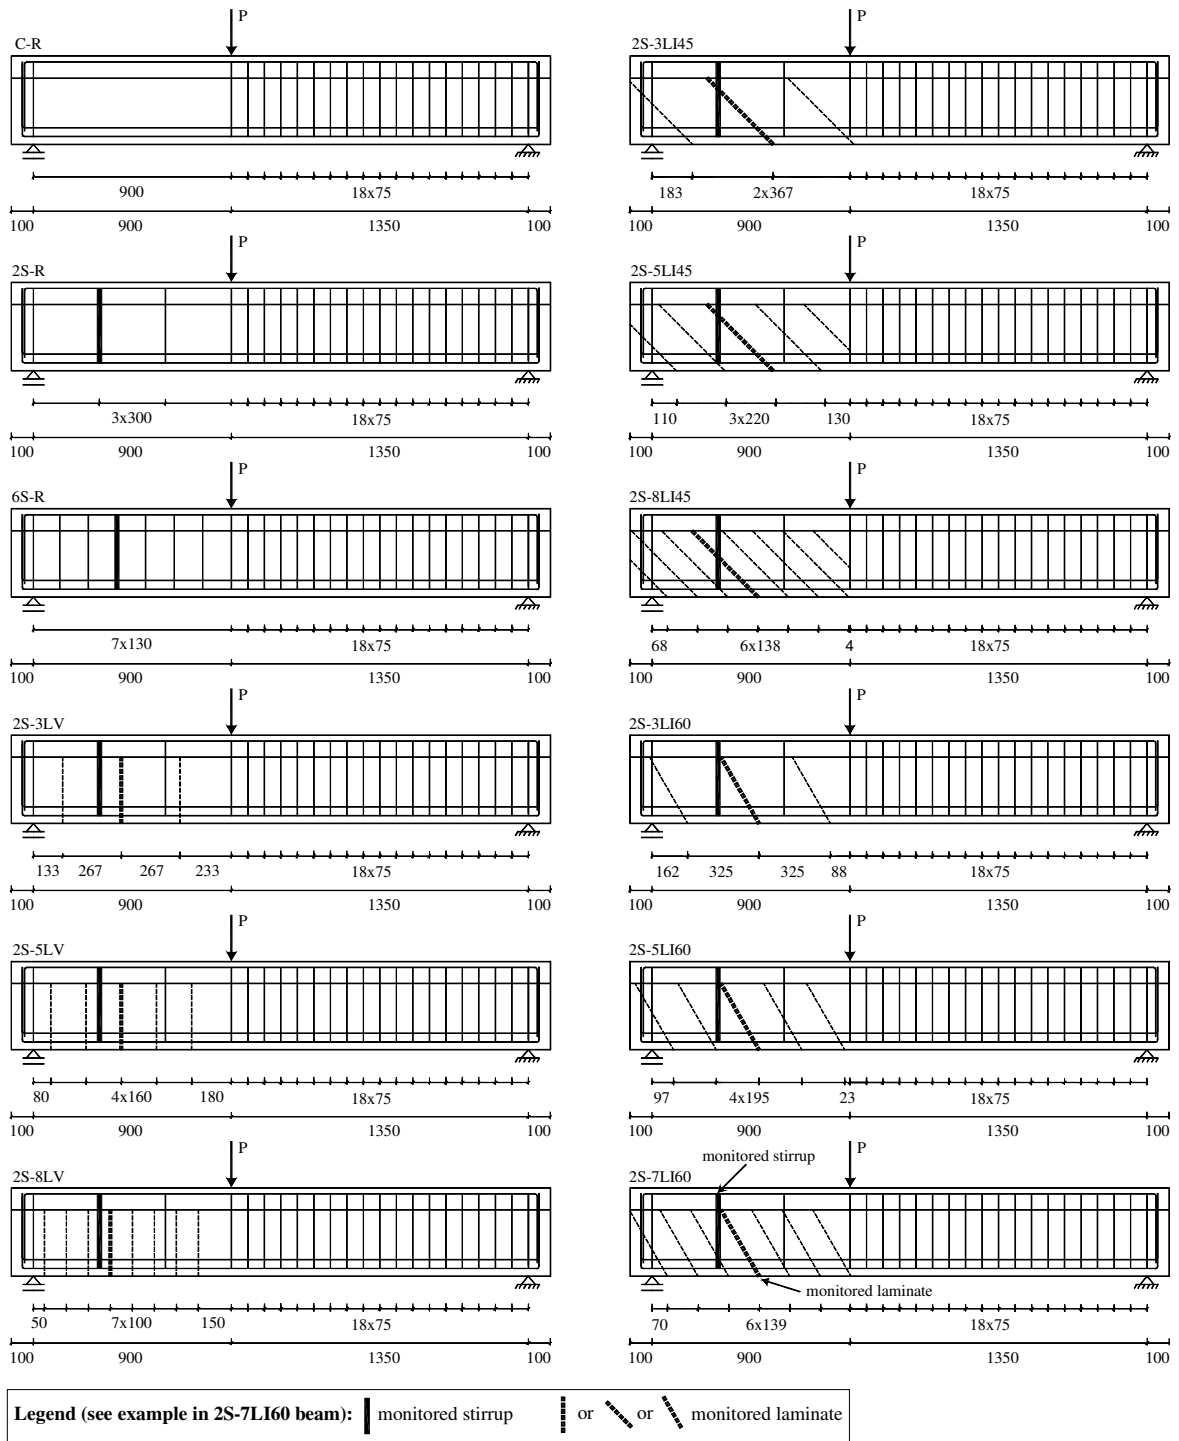 P
C-R
900
18x75
100
900
1350
100
P
2S-R
3x300
18x75
100
900
1350
100
P
6S-R
7x130
18x75
100
900
1350
100
P
2S-3LV
133
267
267
233
18x75
100
900
1350
100
P
2S-5LV
80
4x160
180
18x75
100
900
1350
100
P
2S-8LV
50
7x100
150
18x75
100
900
1350
100
P
2S-3LI45
183
2x367
18x75
100
900
1350
100
P
2S-5LI45
110
3x220
130
18x75
100
900
1350
100
P
2S-8LI45
68
6x138
4
18x75
100
900
1350
100
P
2S-3LI60
162
325
325
88
18x75
100
900
1350
100
P
2S-5LI60
97
4x195
23
18x75
100
900
1350
100
P
monitored stirrup
2S-7LI60
monitored laminate
70
6x139
18x75
100
900
1350
100
Legend (see example in 2S-7LI60 beam): monitored stirrup or or monitored laminate